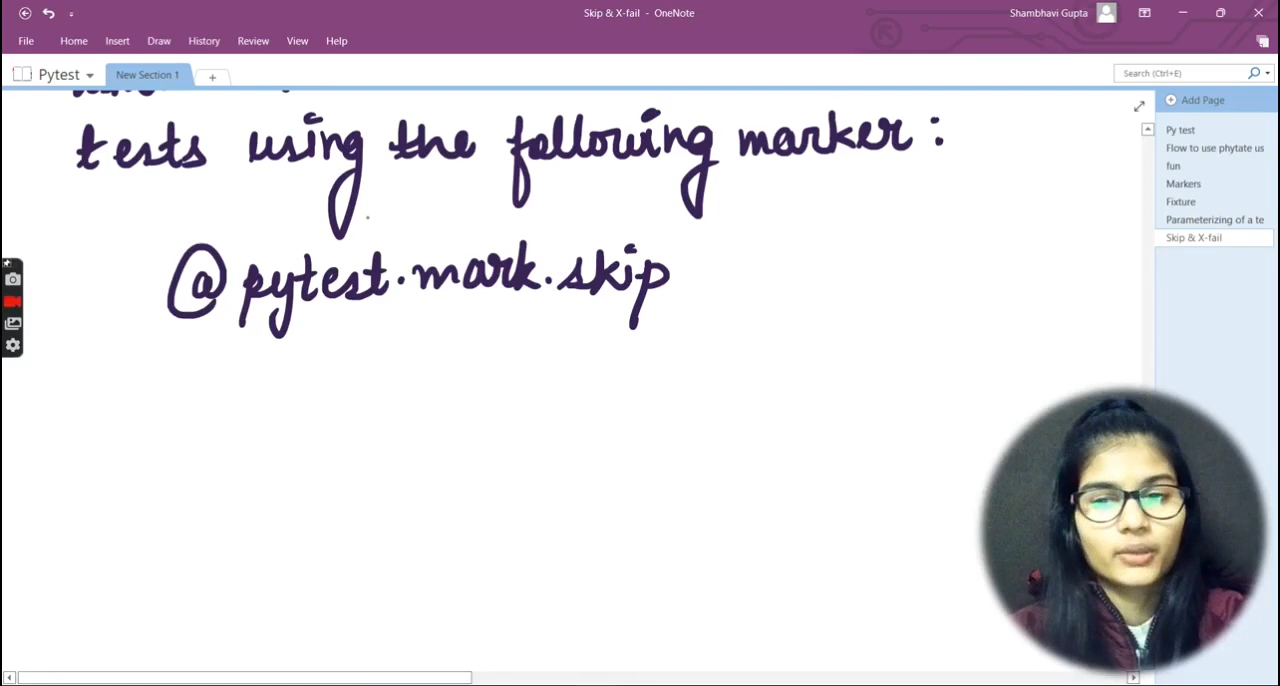 Skip & X-fail - OneNote
Shambhavi Gupta
File Home Insert Draw History Review View Help
Pytest
New Section 1
Search (Ctrl+E)
Add Page
tests using the following marker:
@pytest.mark.skip
Py test
Flow to use phytate us
fun
Markers
Fixture
Parameterizing of a te
Skip & X-fail